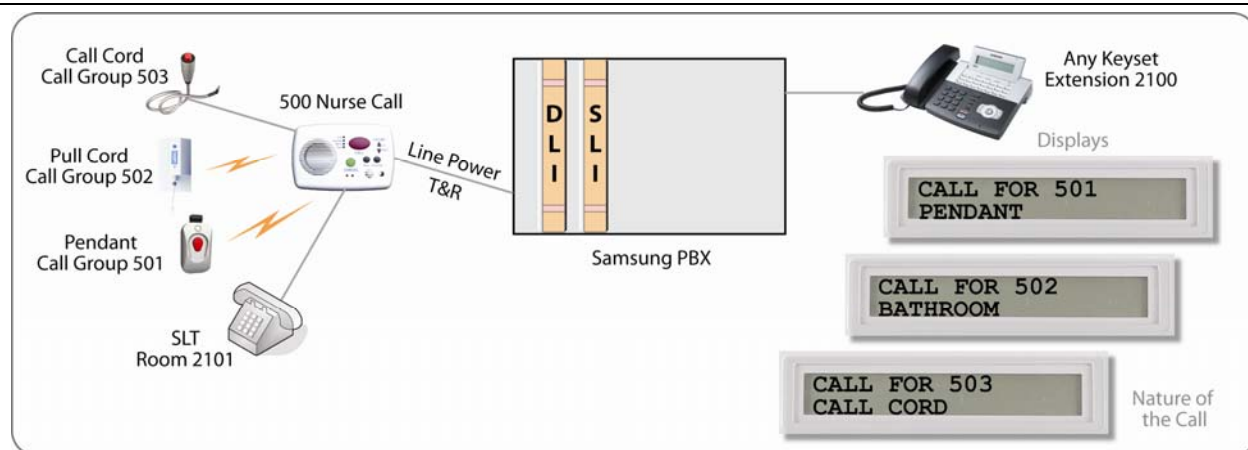 Call Cord
Call Group 503
500 Nurse Call
Pull Cord
Call Group 502
Pendant
Call Group 501
SLT
Room 2101
Line Power
T&R
DLI
SLI
Samsung PBX
Any Keyset
Extension 2100
Displays
CALL FOR 501
PENDANT
CALL FOR 502
BATHROOM
CALL FOR 503
CALL CORD
Nature of
the Call